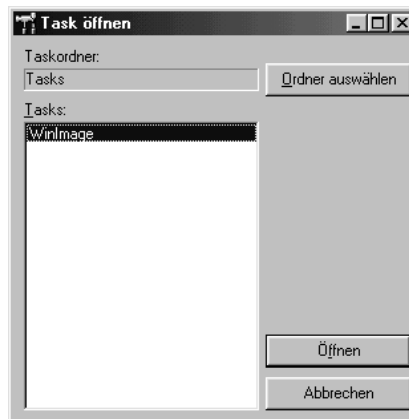 Task öffnen
Taskordner:
Tasks
Ordner auswählen
Tasks:
WinImage
Öffnen
Abbrechen